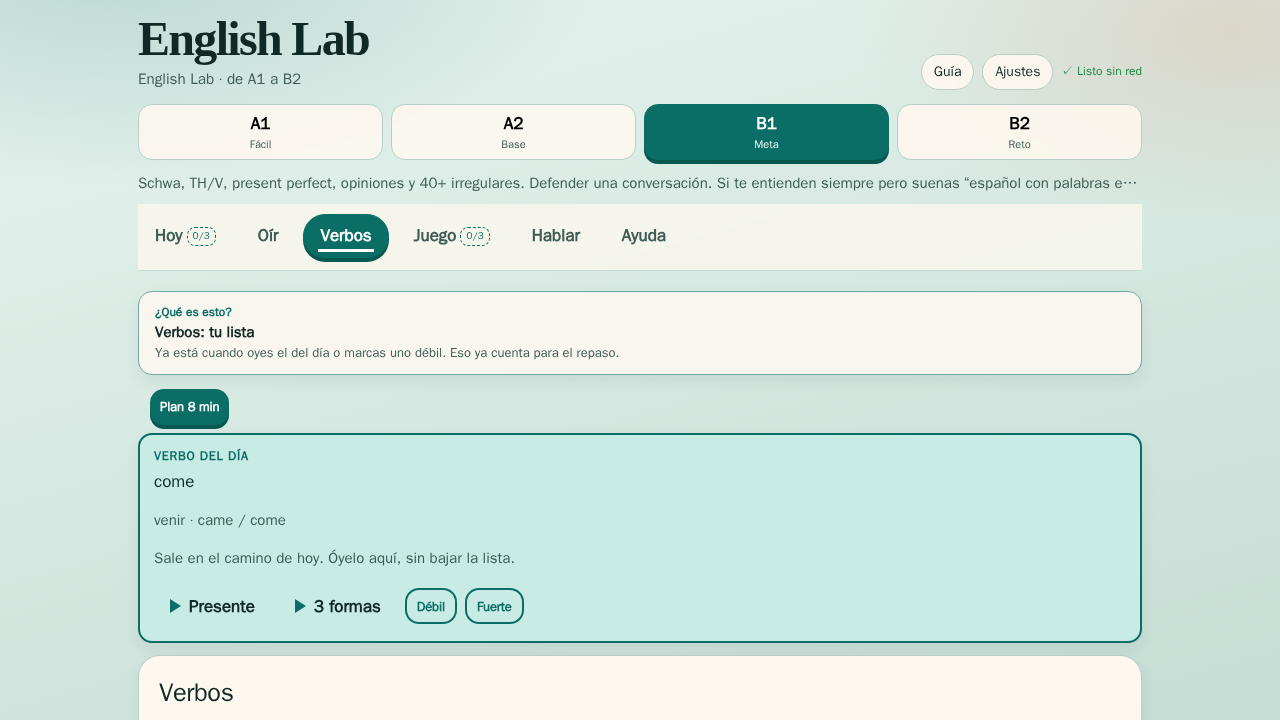 English Lab
English Lab · de A1 a B2
Guía
Ajustes
✓ Listo sin red
A1
Fácil
A2
Base
B1
Meta
B2
Reto
Schwa, TH/V, present perfect, opiniones y 40+ irregulares. Defender una conversación. Si te entienden siempre pero suenas “español con palabras e…
Hoy 0/3
Oír
Verbos
Juego 0/3
Hablar
Ayuda
¿Qué es esto?
Verbos: tu lista
Ya está cuando oyes el del día o marcas uno débil. Eso ya cuenta para el repaso.
Plan 8 min
VERBO DEL DÍA
come
venir · came / come
Sale en el camino de hoy. Óyelo aquí, sin bajar la lista.
Presente
3 formas
Débil
Fuerte
Verbos